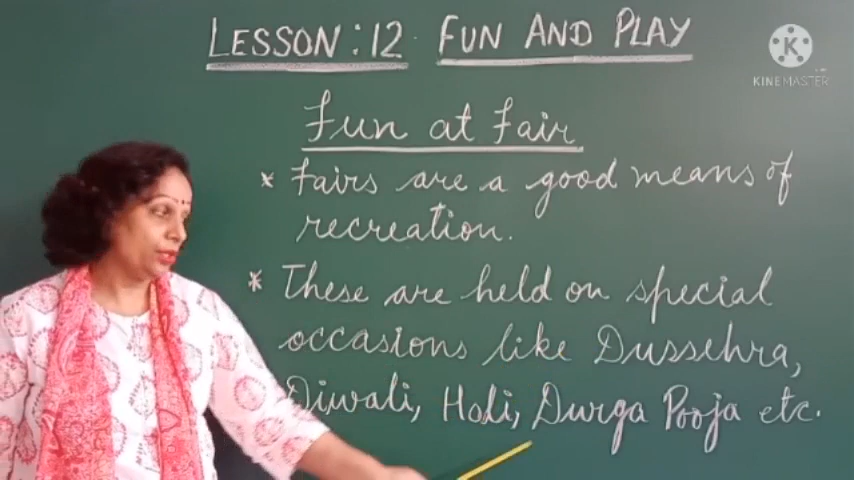 LESSON:12 FUN AND PLAY
K
KINEMASTER
Fun at Fair
* Fairs are a good means of
recreation.
* These are held on special
occasions like Dussehra,
Diwali, Holi, Durga Pooja etc.